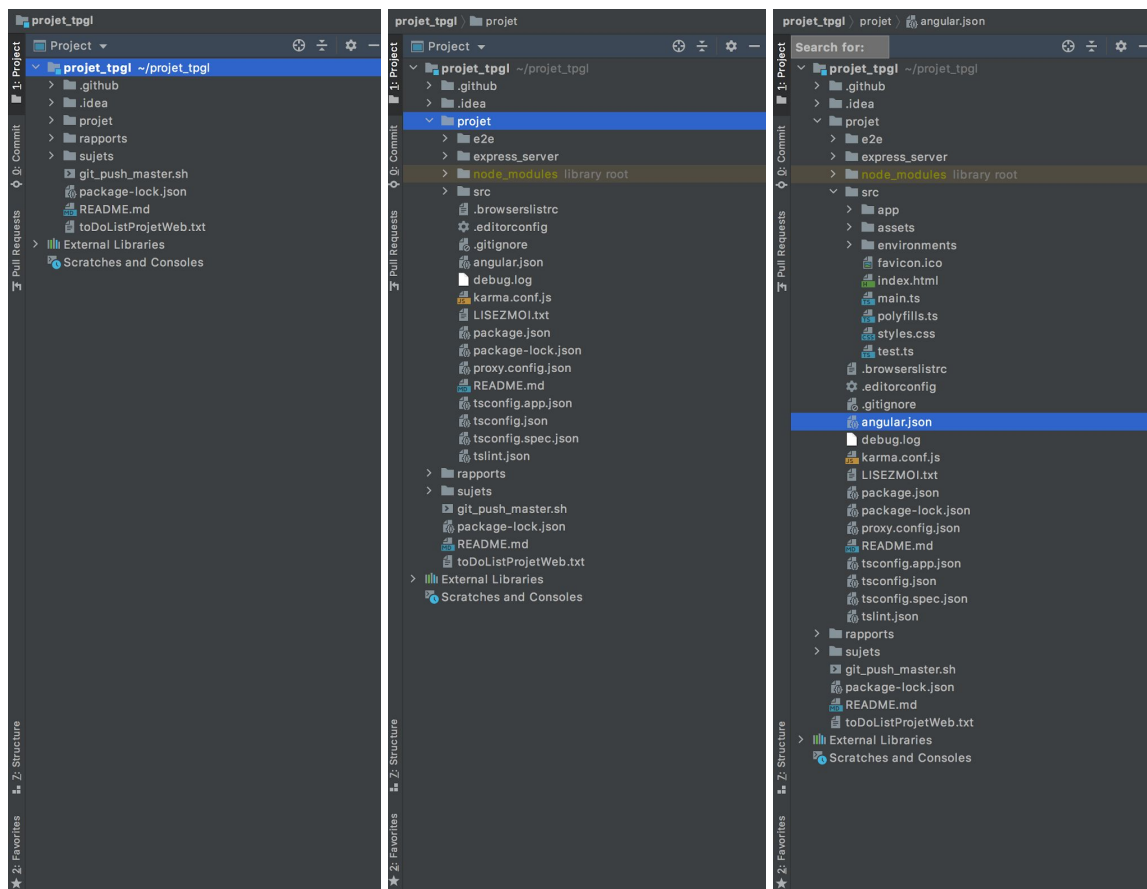 projet_tpgl
Project
projet_tpgl ~/projet_tpgl
.github
.idea
projet
rapports
sujets
git_push_master.sh
package-lock.json
README.md
toDoListProjetWeb.txt
External Libraries
Scratches and Consoles
1: Project
0: Commit
Pull Requests
Z: Structure
2: Favorites
projet_tpgl projet
Project
projet_tpgl ~/projet_tpgl
.github
.idea
projet
e2e
express_server
node_modules library root
src
.browserslistrc
.editorconfig
.gitignore
angular.json
debug.log
karma.conf.js
LISEZMOI.txt
package.json
package-lock.json
proxy.config.json
README.md
tsconfig.app.json
tsconfig.json
tsconfig.spec.json
tslint.json
rapports
sujets
git_push_master.sh
package-lock.json
README.md
toDoListProjetWeb.txt
External Libraries
Scratches and Consoles
1: Project
0: Commit
Pull Requests
Z: Structure
2: Favorites
projet_tpgl projet angular.json
Search for:
projet_tpgl ~/projet_tpgl
.github
.idea
projet
e2e
express_server
node_modules library root
src
app
assets
environments
favicon.ico
index.html
main.ts
polyfills.ts
styles.css
test.ts
.browserslistrc
.editorconfig
.gitignore
angular.json
debug.log
karma.conf.js
LISEZMOI.txt
package.json
package-lock.json
proxy.config.json
README.md
tsconfig.app.json
tsconfig.json
tsconfig.spec.json
tslint.json
rapports
sujets
git_push_master.sh
package-lock.json
README.md
toDoListProjetWeb.txt
External Libraries
Scratches and Consoles
1: Project
0: Commit
Pull Requests
Z: Structure
2: Favorites